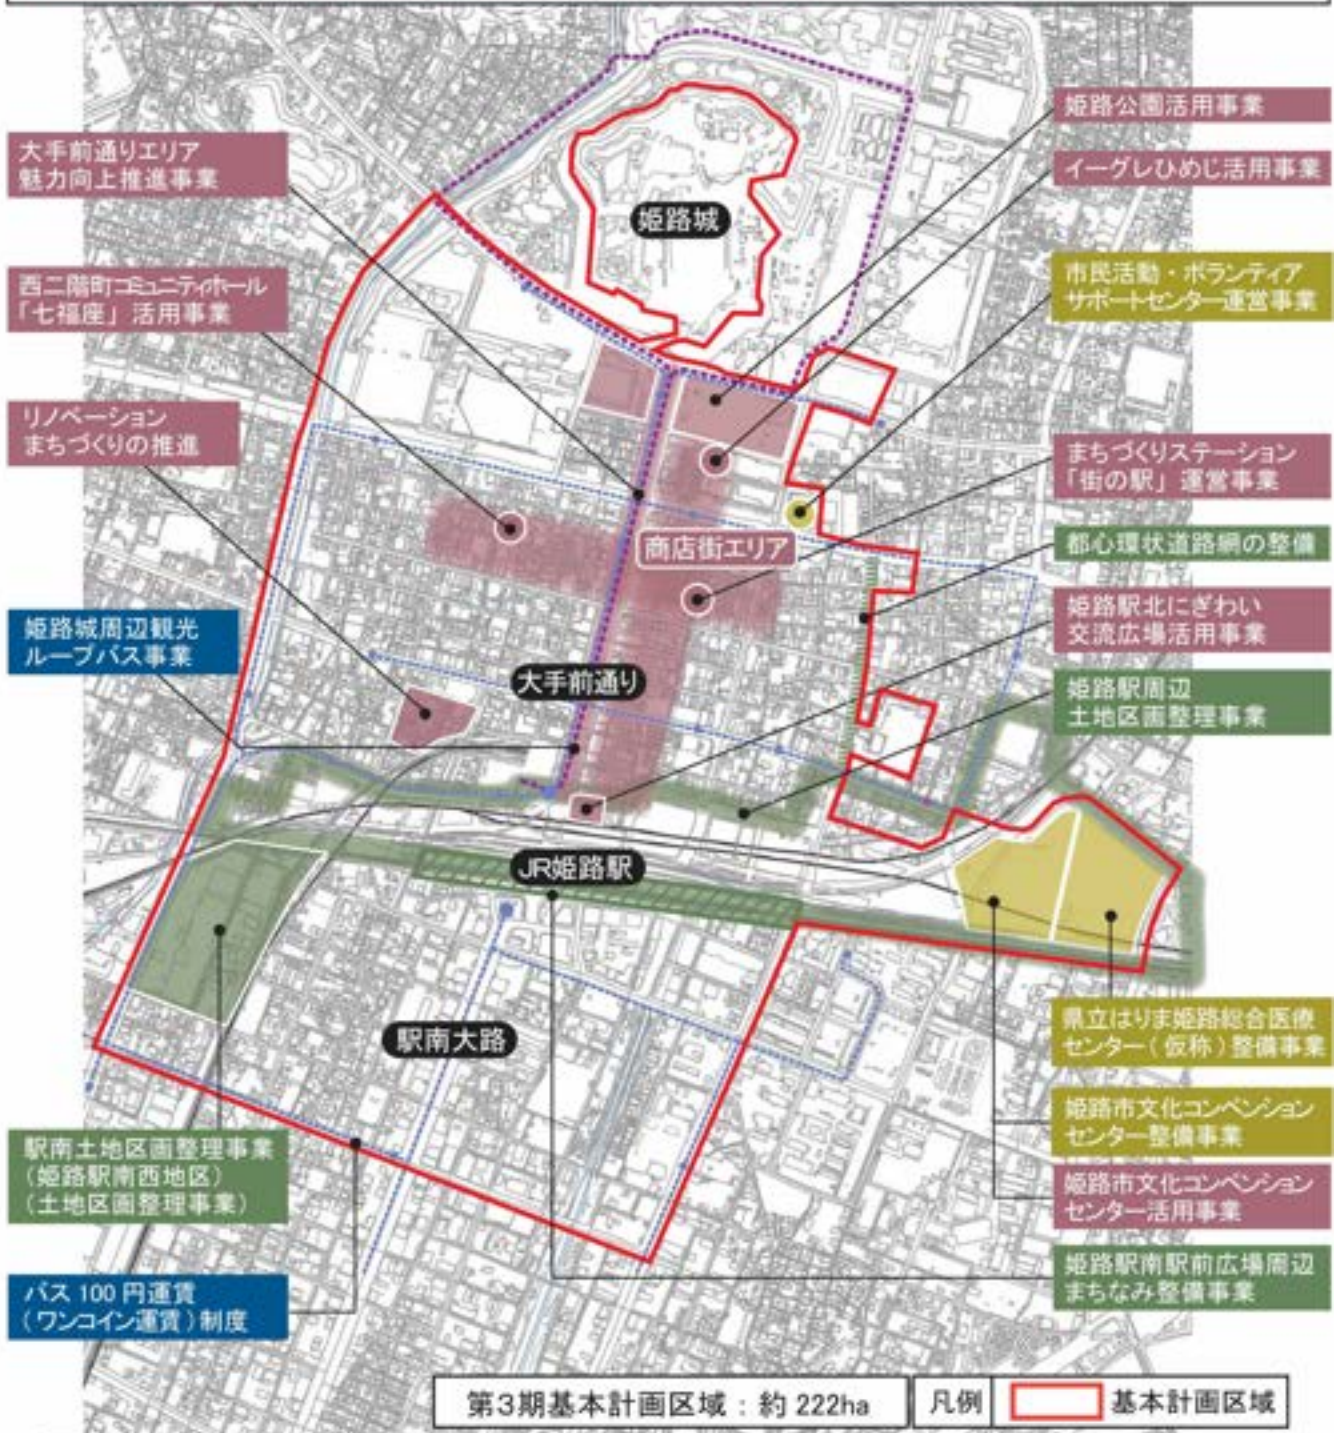 姫路公園活用事業
大手前通りエリア
魅力向上推進事業
イーグレひめじ活用事業
姫路城
市民活動・ボランティア
サポートセンター運営事業
西二階町コミュニティホール
「七福座」活用事業
リノベーション
まちづくりの推進
まちづくりステーション
「街の駅」運営事業
商店街エリア
都心環状道路網の整備
姫路駅北にぎわい
交流広場活用事業
姫路城周辺観光
ループバス事業
大手前通り
姫路駅周辺
土地区画整理事業
JR姫路駅
駅南大路
県立はりま姫路総合医療
センター(仮称)整備事業
姫路市文化コンベンション
センター整備事業
駅南土地区画整理事業
(姫路駅南西地区)
(土地区画整理事業)
姫路市文化コンベンション
センター活用事業
姫路駅南駅前広場周辺
まちなみ整備事業
バス100円運賃
(ワンコイン運賃)制度
第3期基本計画区域:約222ha
凡例
基本計画区域